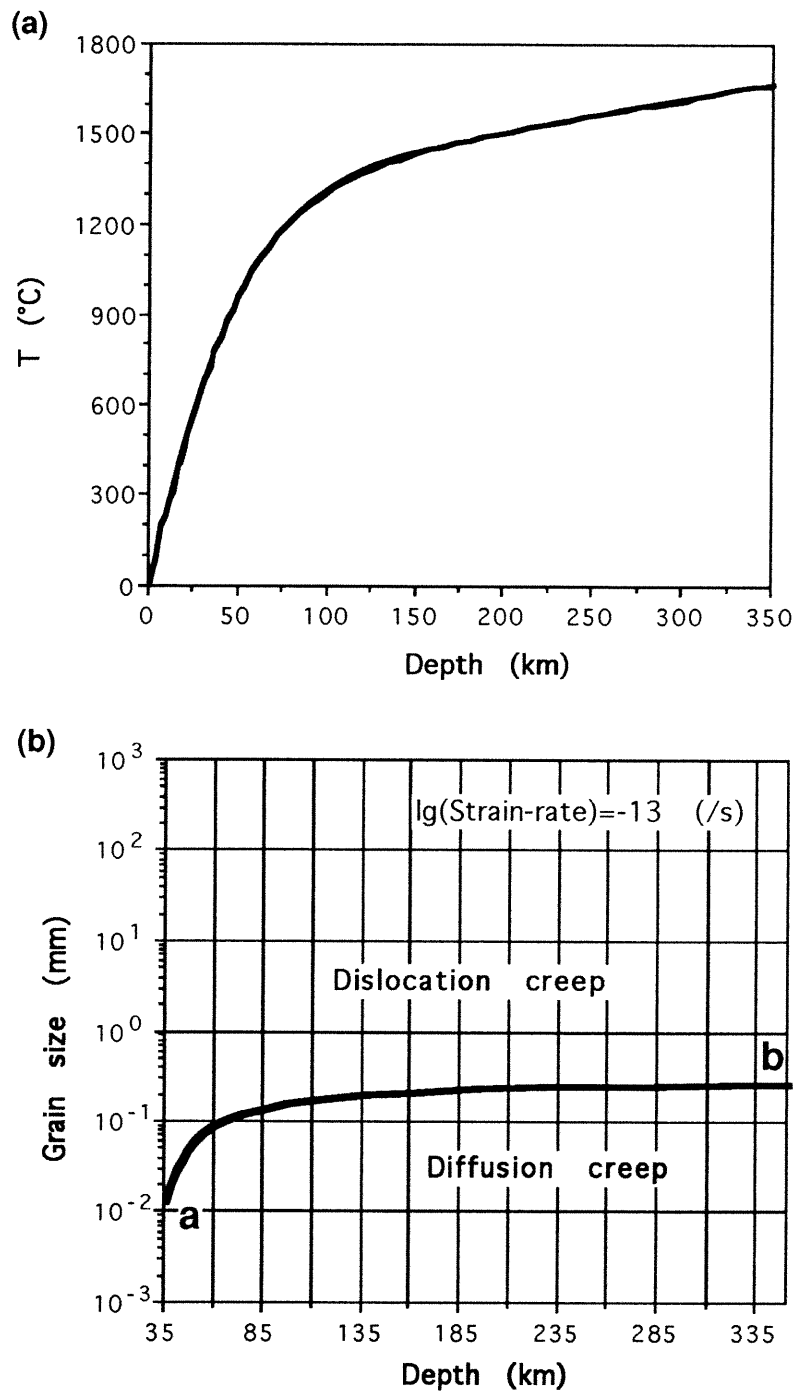 (a)
1800
1500
1200
900
600
300
0
T (°C)
0 50 100 150 200 250 300 350
Depth (km)
(b)
10³
10²
10¹
10⁰
10⁻¹
10⁻²
10⁻³
Grain size (mm)
lg(Strain-rate)=-13 (/s)
Dislocation creep
b
Diffusion creep
a
35 85 135 185 235 285 335
Depth (km)